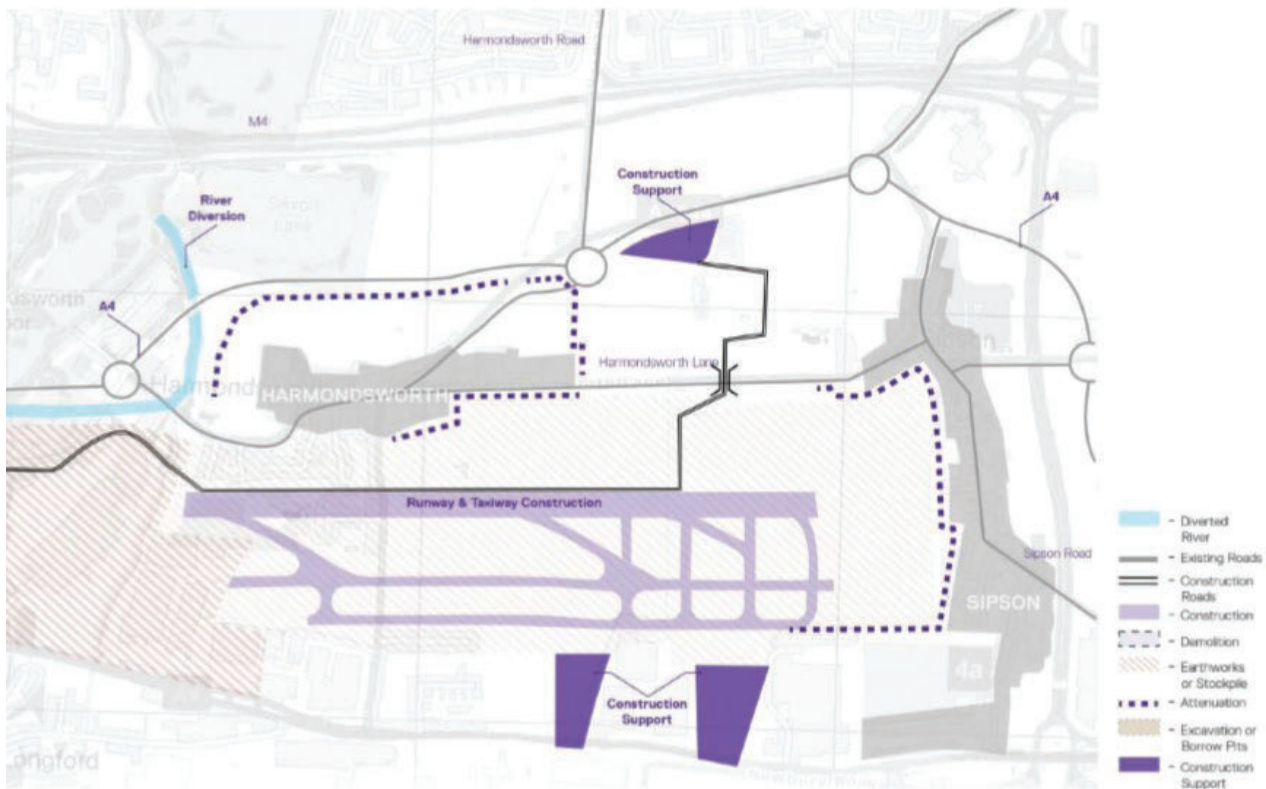 Harmondsworth Road
M4
Construction
Support
River
Diversion
A4
A4
Harmondsworth Lane
HARMONDSWORTH
Runway & Taxiway Construction
Sipson Road
SIPSON
4a
Construction
Support
- Diverted
River
- Existing Roads
- Construction
Roads
- Construction
- Demolition
- Earthworks
or Stockpile
- Attenuation
- Excavation or
Borrow Pits
- Construction
Support